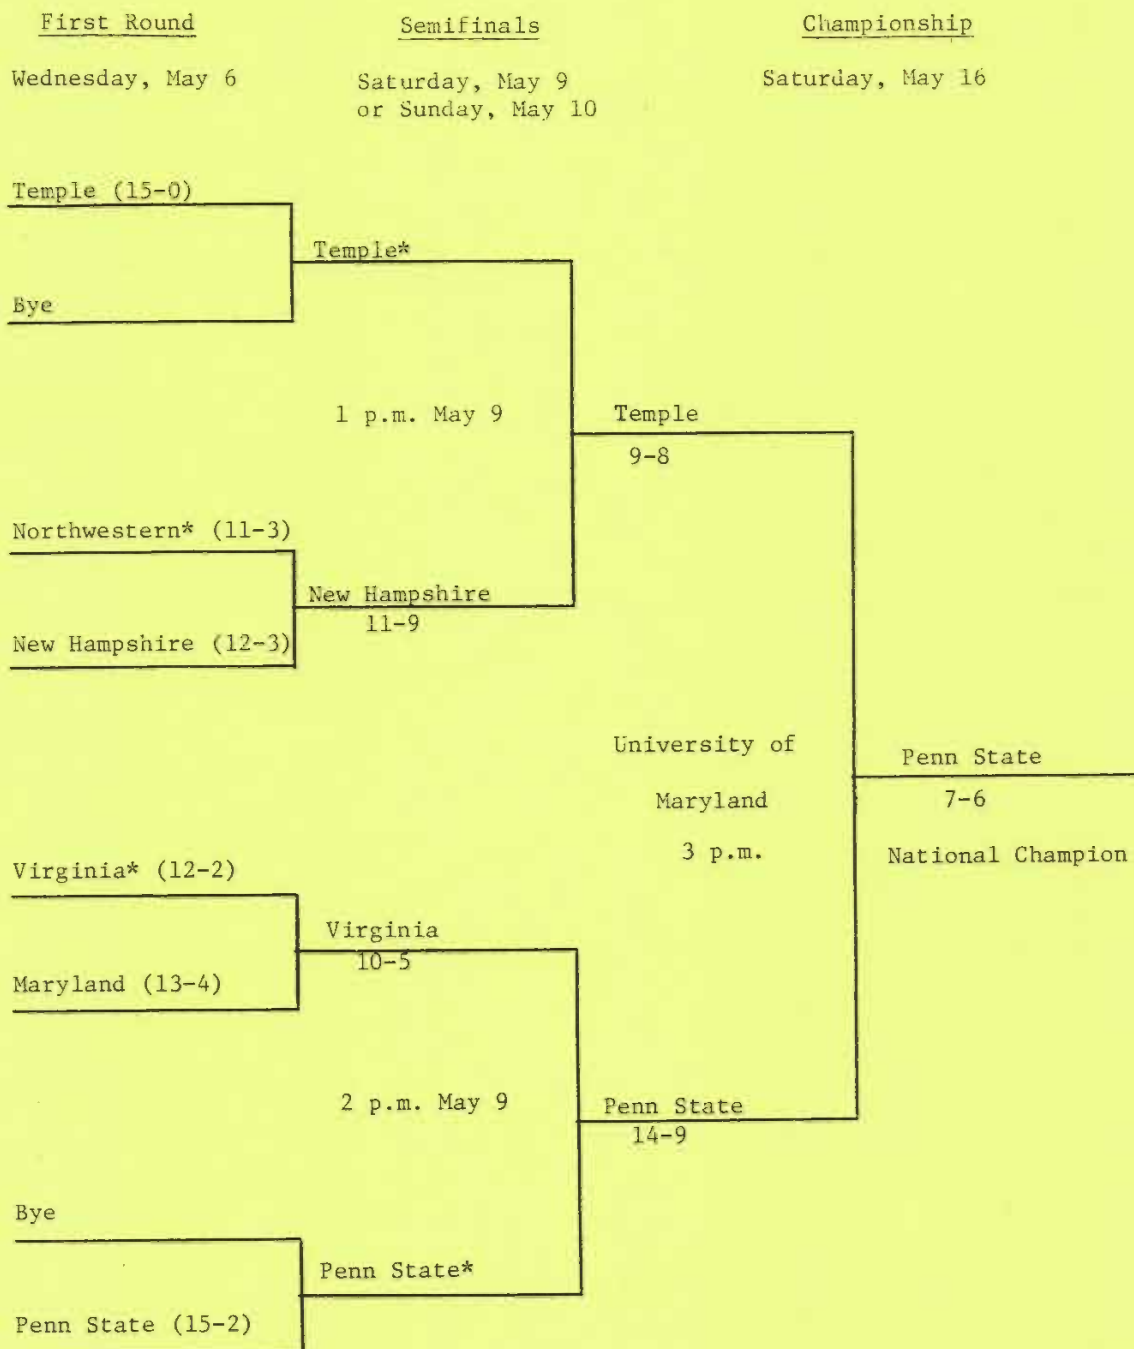 First Round
Semifinals
Championship
Wednesday, May 6
Saturday, May 9
or Sunday, May 10
Saturday, May 16
Temple (15-0)
Temple*
Bye
1 p.m. May 9
Temple
9-8
Northwestern* (11-3)
New Hampshire
11-9
New Hampshire (12-3)
University of
Maryland
3 p.m.
Penn State
7-6
National Champion
Virginia* (12-2)
Virginia
10-5
Maryland (13-4)
2 p.m. May 9
Penn State
14-9
Bye
Penn State*
Penn State (15-2)